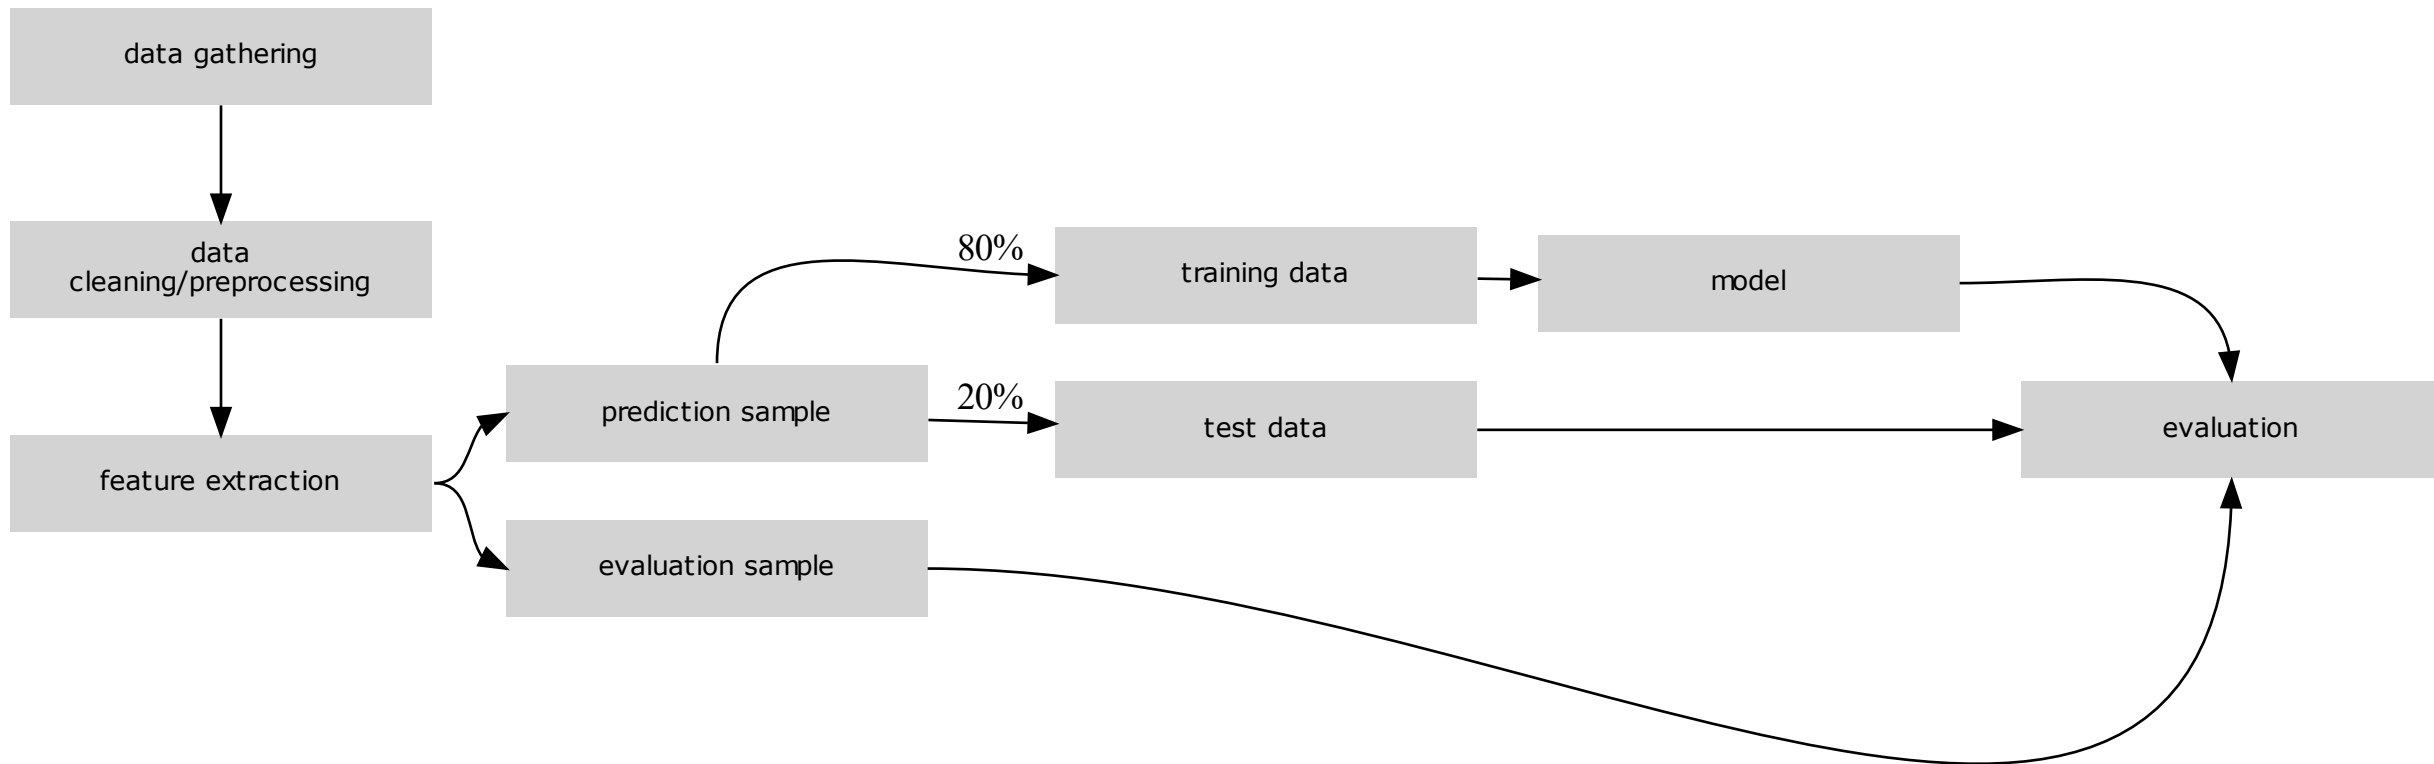 data gathering
data
cleaning/preprocessing
feature extraction
prediction sample
evaluation sample
80%
20%
training data
test data
model
evaluation